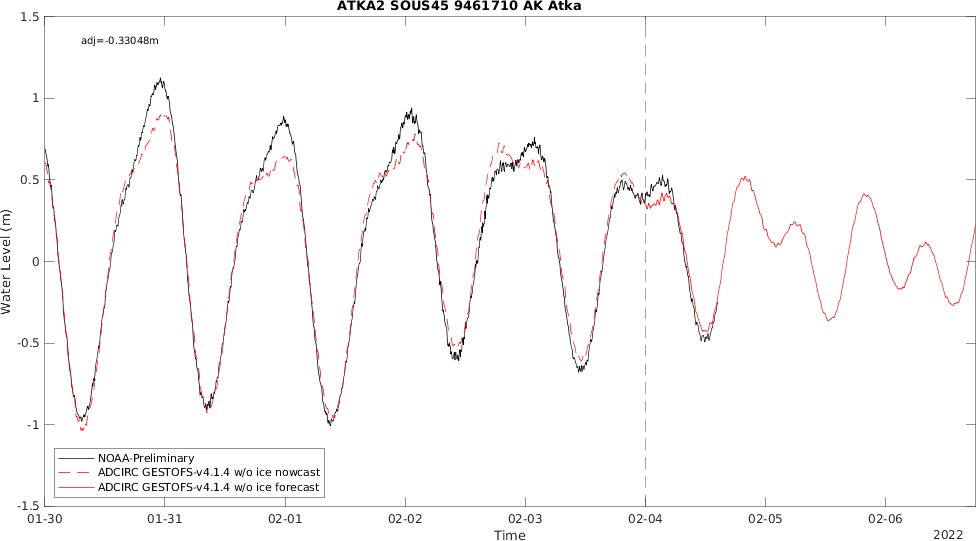 ATKA2 SOUS45 9461710 AK Atka
adj=-0.33048m
1.5
1
0.5
0
-0.5
-1
-1.5
Water Level (m)
NOAA-Preliminary
ADCIRC GESTOFS-v4.1.4 w/o ice nowcast
ADCIRC GESTOFS-v4.1.4 w/o ice forecast
01-30 01-31 02-01 02-02 02-03 02-04 02-05 02-06
Time
2022